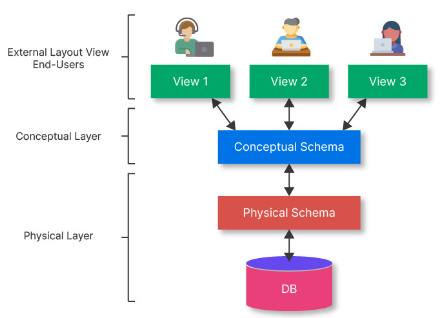 External Layout View
End-Users
View 1
View 2
View 3
Conceptual Layer
Conceptual Schema
Physical Schema
Physical Layer
DB